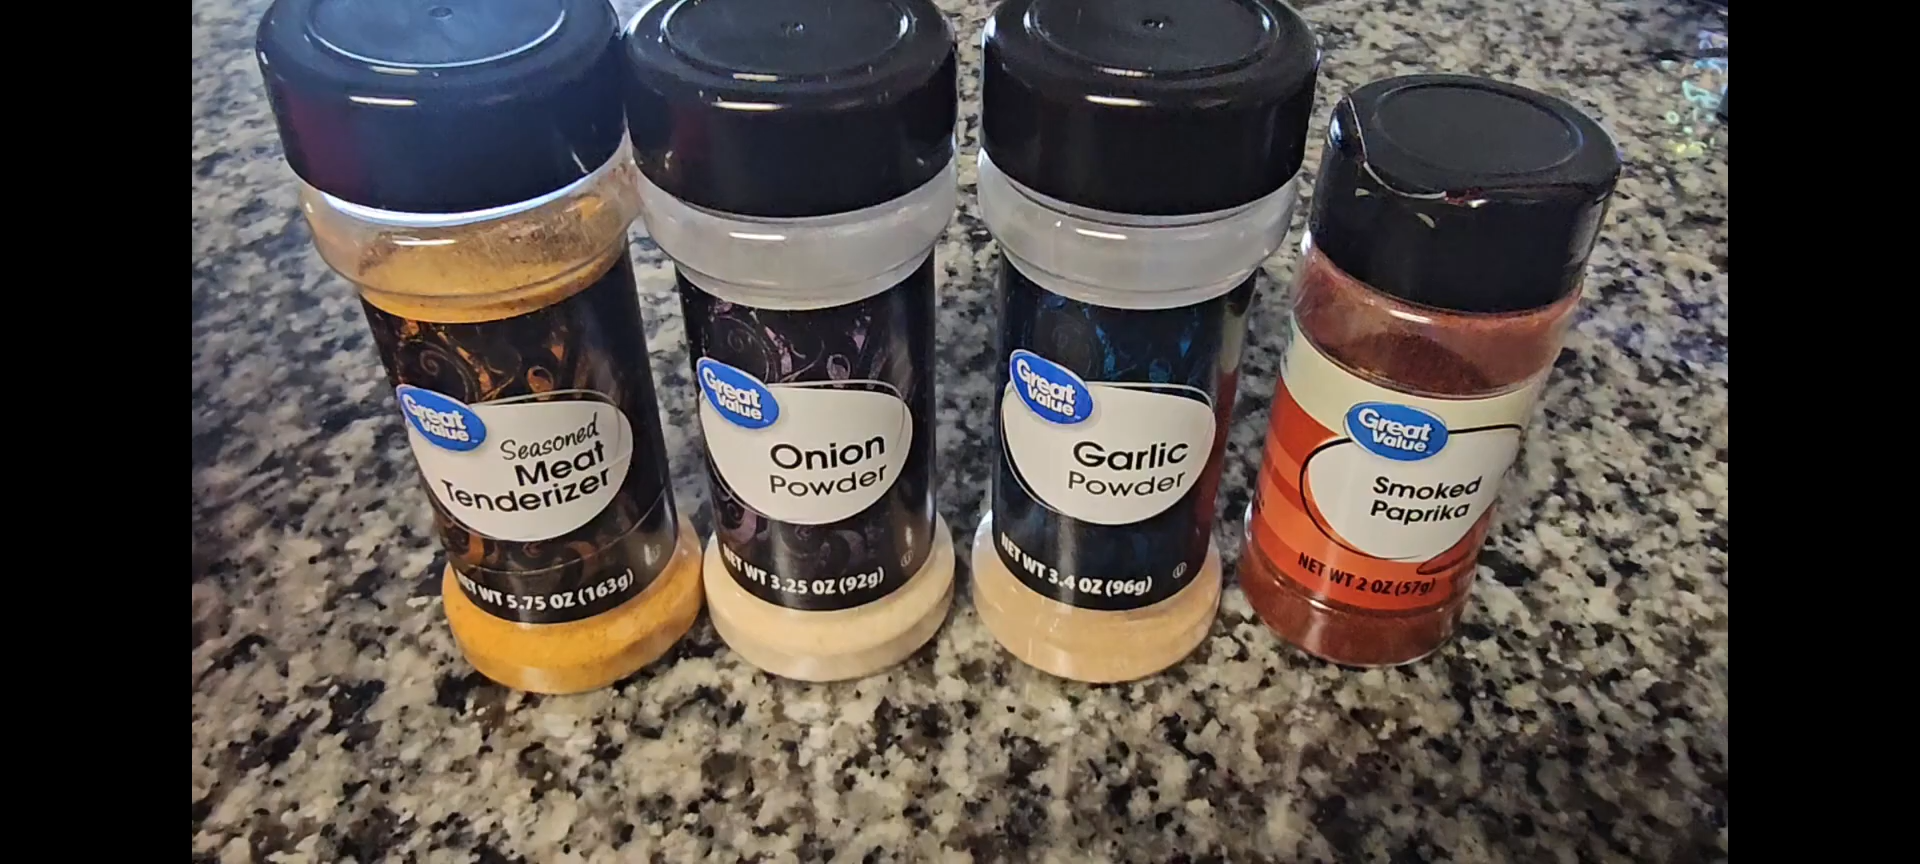 Great
Value
Seasoned
Meat
Tenderizer
NET WT 5.75 OZ (163g)
Great
Value
Onion
Powder
NET WT 3.25 OZ (92g)
Great
Value
Garlic
Powder
NET WT 3.4 OZ (96g)
Great
Value
Smoked
Paprika
NET WT 2 OZ (57g)